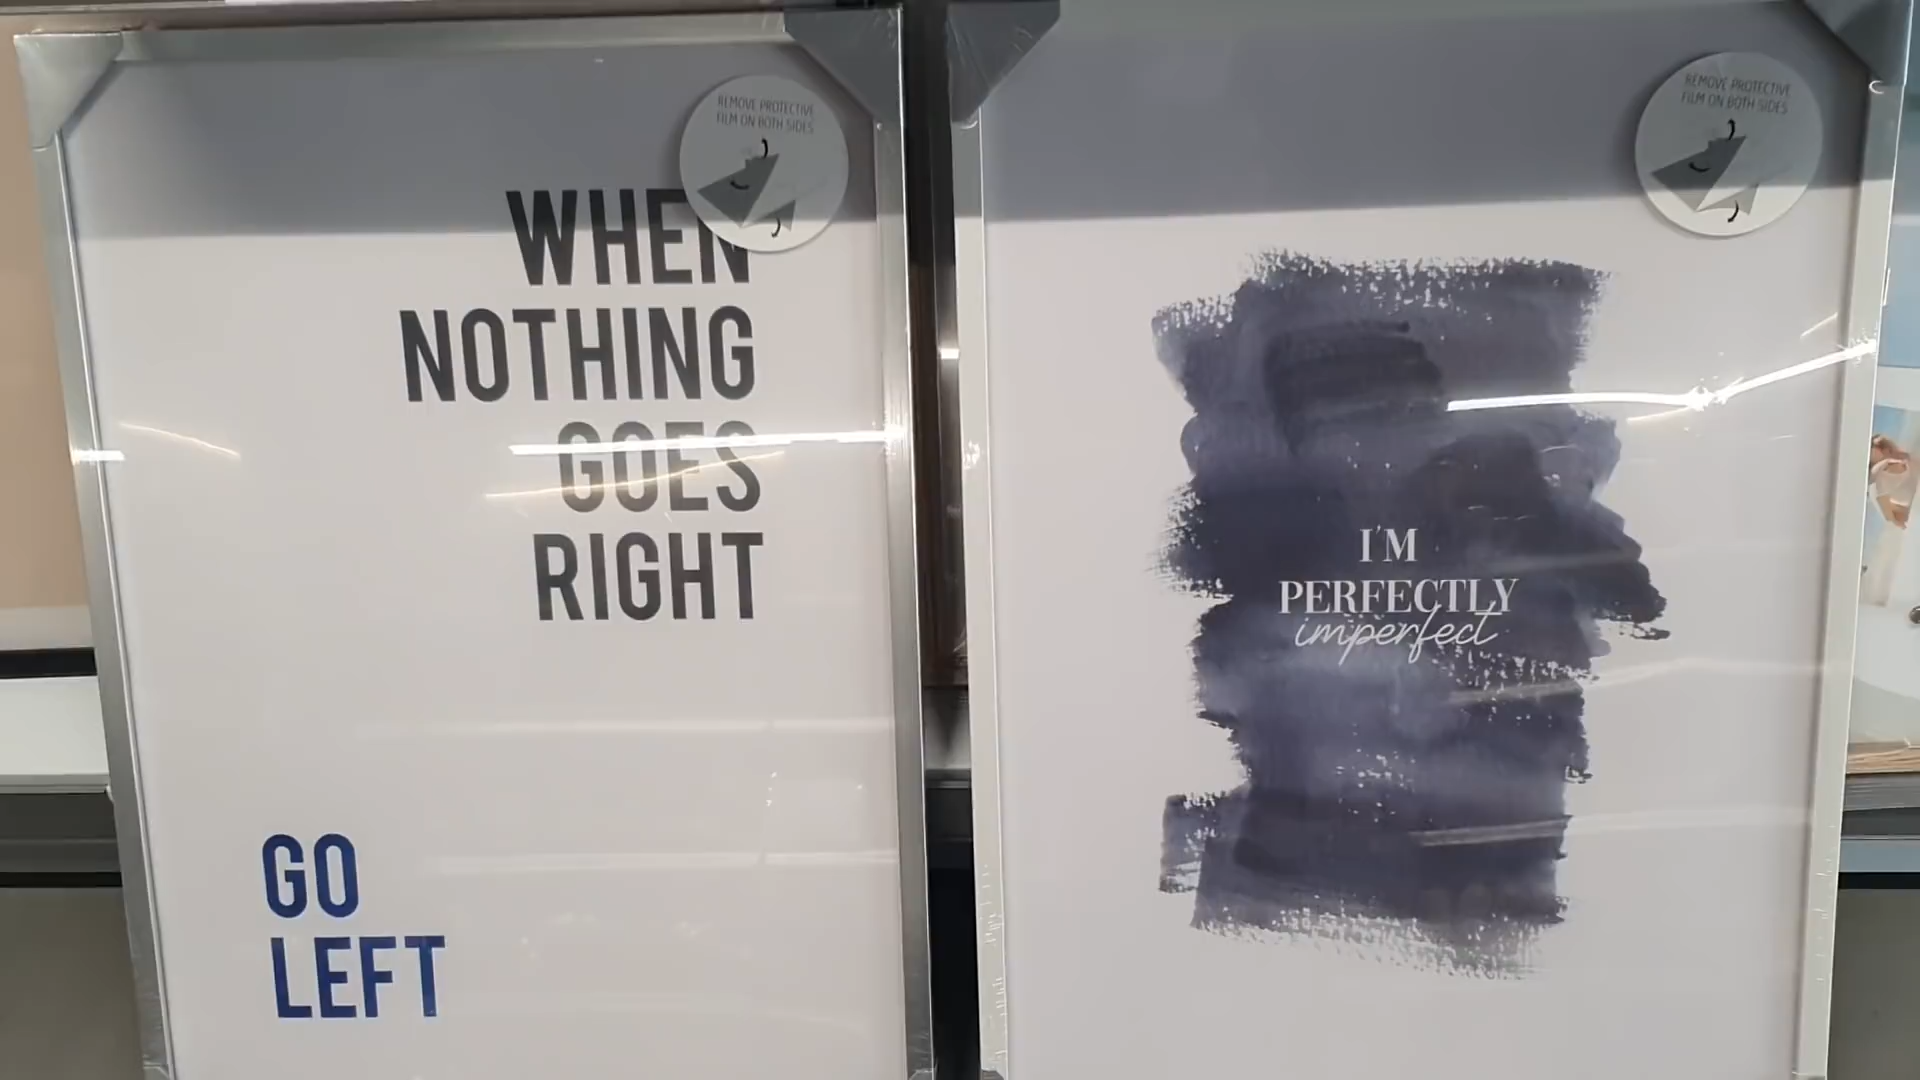 REMOVE PROTECTIVE
FILM ON BOTH SIDES
WHEN
NOTHING
GOES
RIGHT
GO
LEFT
REMOVE PROTECTIVE
FILM ON BOTH SIDES
I'M
PERFECTLY
imperfect